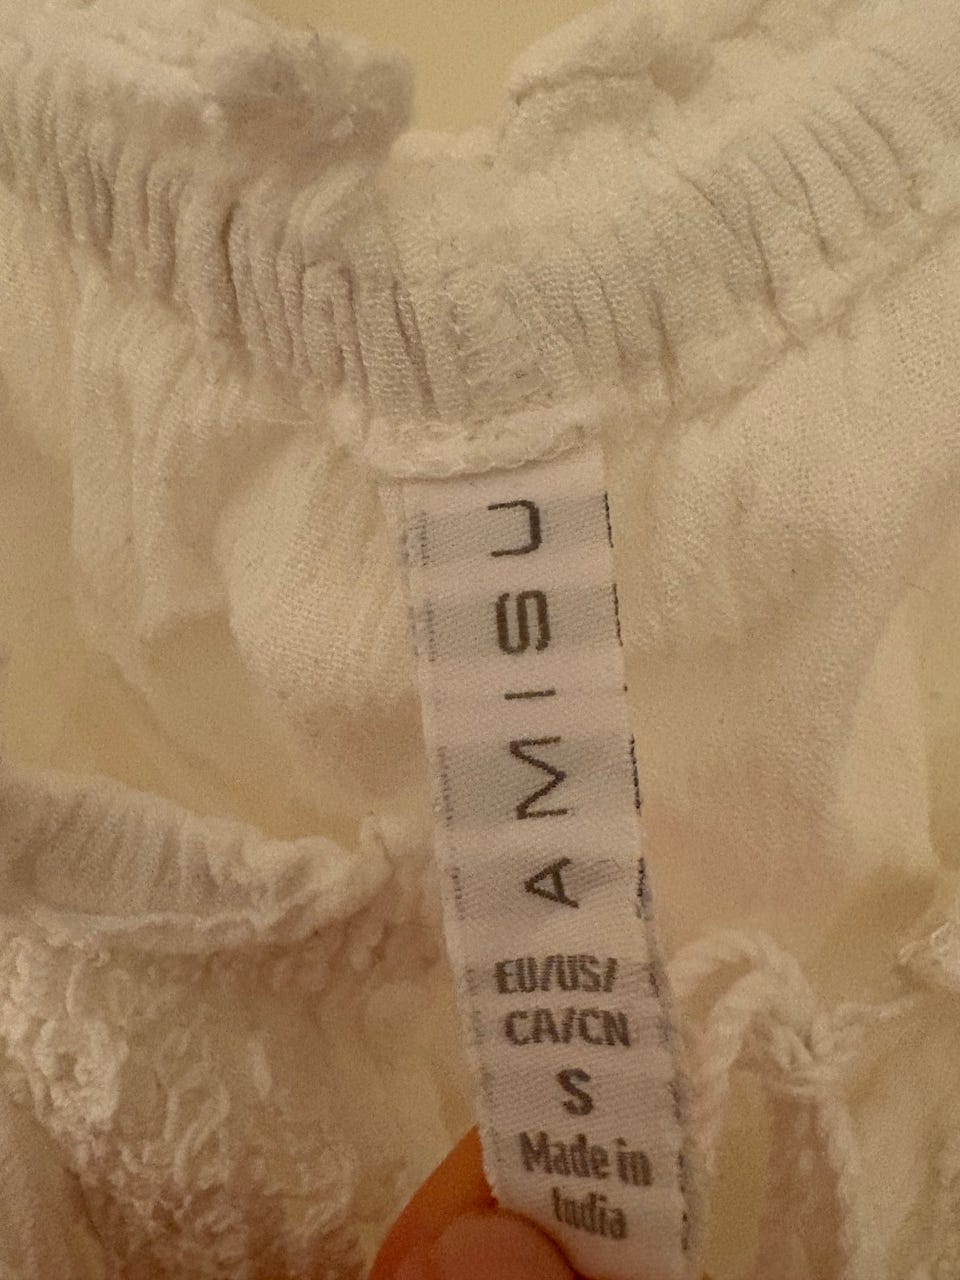 AMISU
EU/US/
CA/CN
S
Made in
India